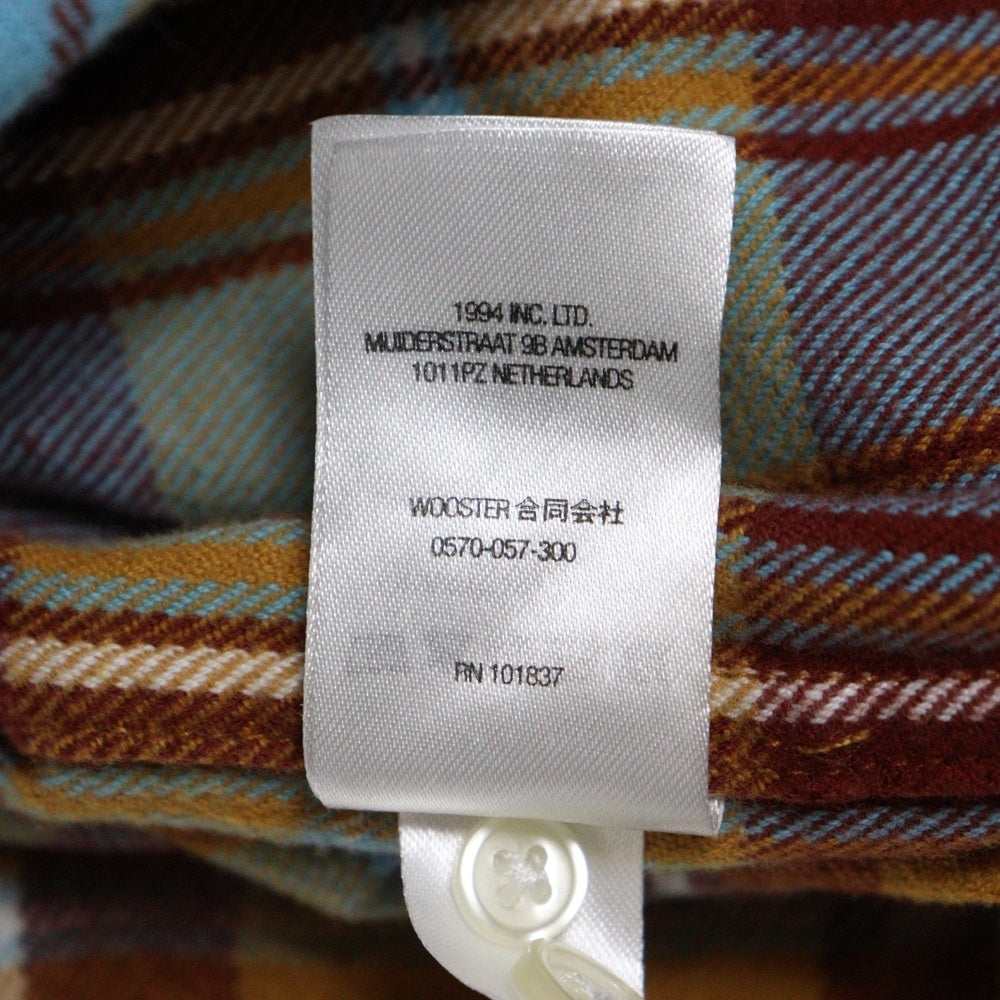 1994 INC. LTD.
MUIDERSTRAAT 9B AMSTERDAM
1011PZ NETHERLANDS
WOOSTER 合同会社
0570-057-300
RN 101837